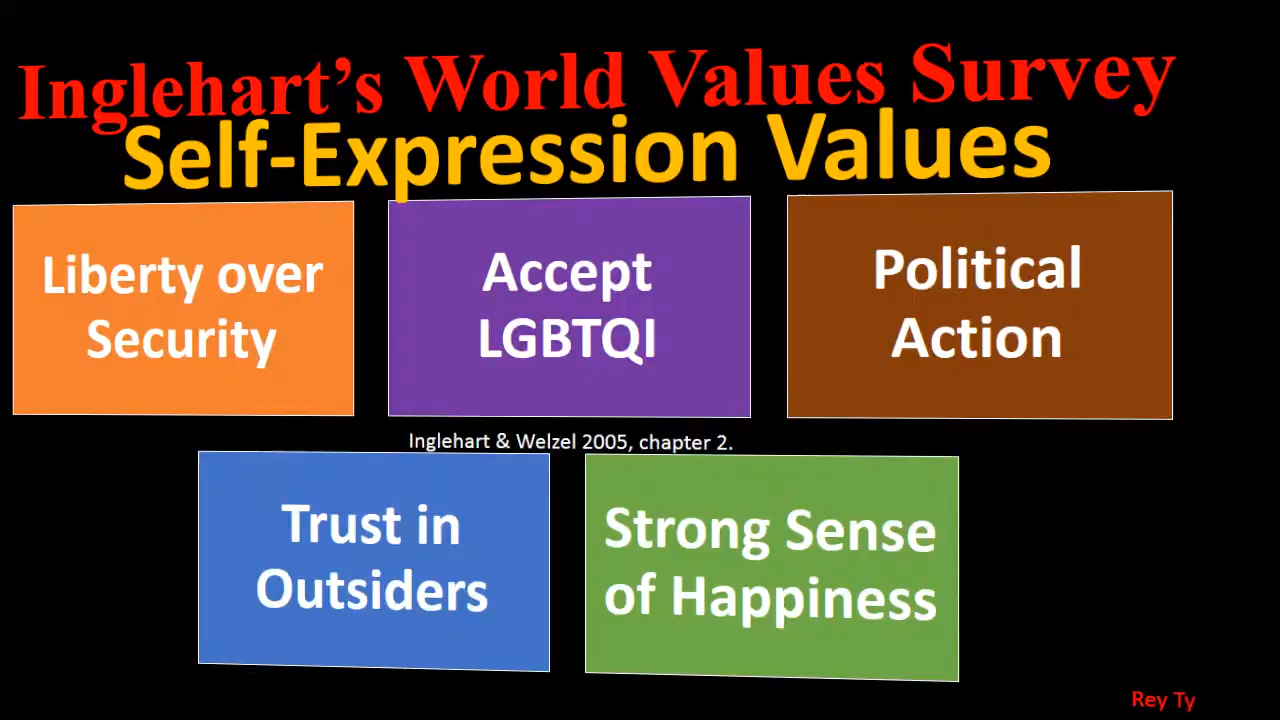 Inglehart's World Values Survey
Self-Expression Values
Liberty over
Security
Accept
LGBTQI
Political
Action
Inglehart & Welzel 2005, chapter 2.
Trust in
Outsiders
Strong Sense
of Happiness
Rey Ty